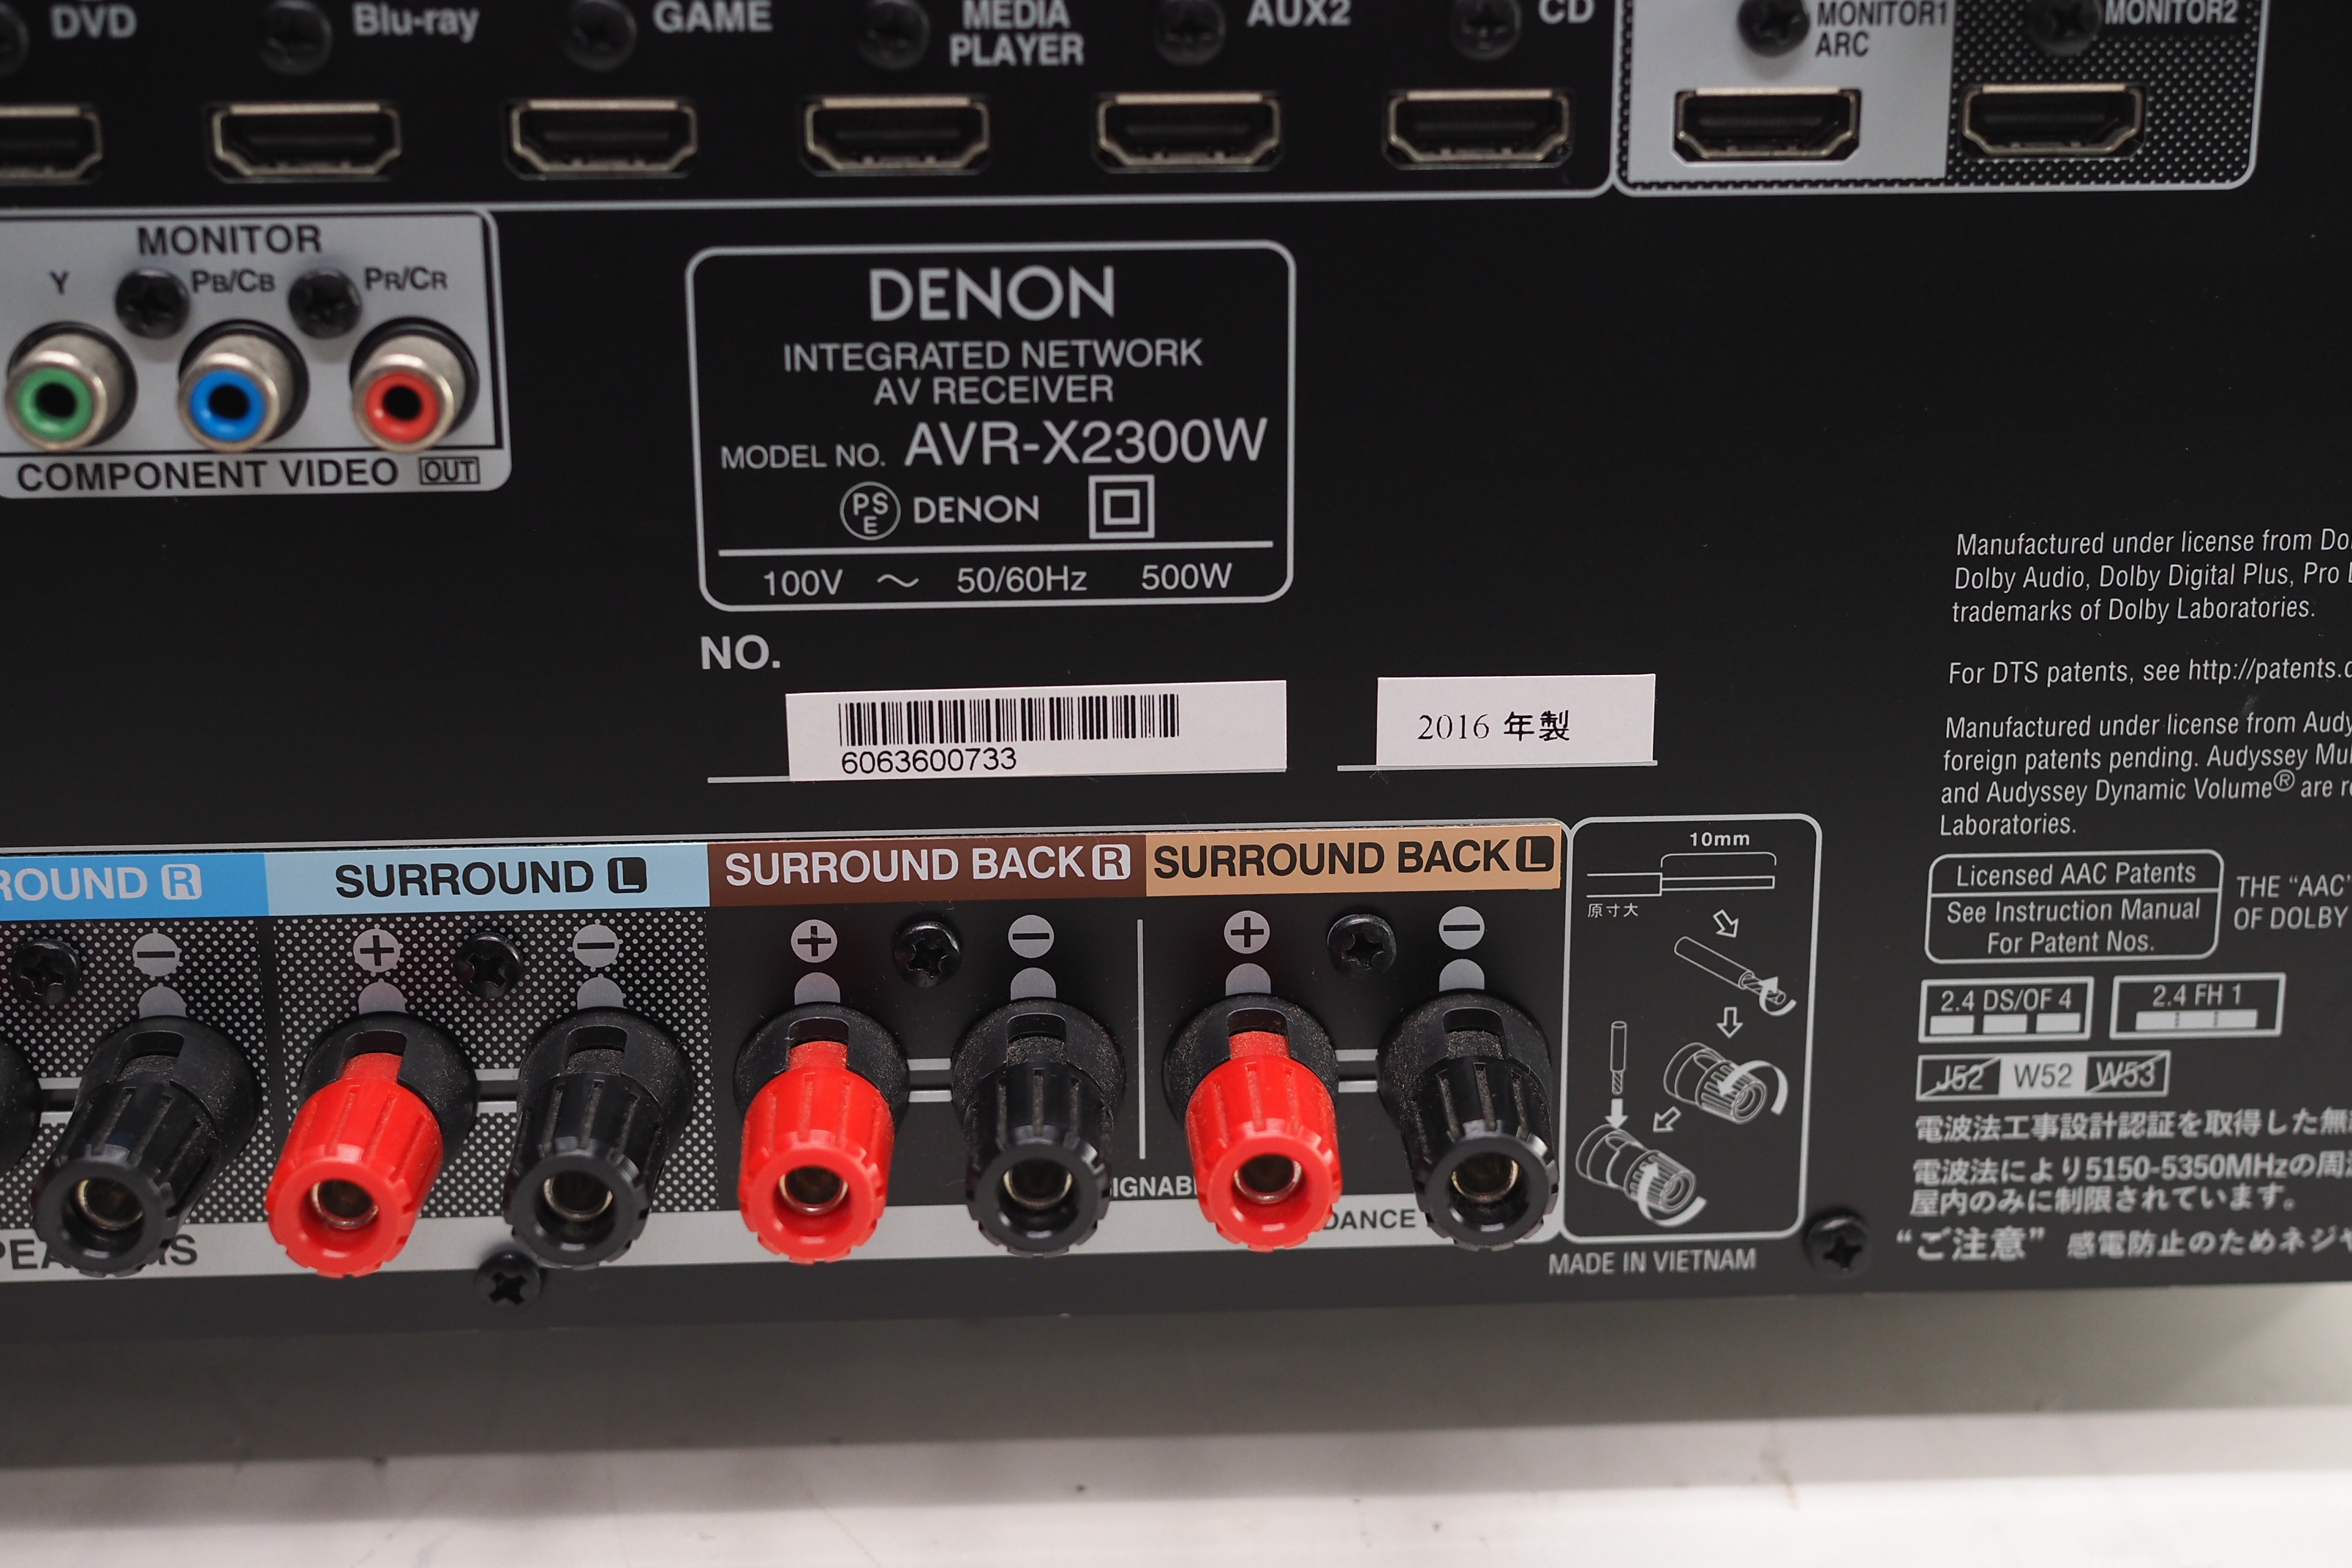 DVD
Blu-ray
GAME
MEDIA
PLAYER
AUX2
CD
MONITOR1
ARC
MONITOR2
MONITOR
Y
PB/CB
PR/CR
COMPONENT VIDEO OUT
DENON
INTEGRATED NETWORK
AV RECEIVER
MODEL NO. AVR-X2300W
PS
E
DENON
100V ～ 50/60Hz 500W
NO.
6063600733
2016 年製
Manufactured under license from
Dolby Audio, Dolby Digital Plus, Pro
trademarks of Dolby Laboratories.
For DTS patents, see http://patents.
Manufactured under license from
foreign patents pending. Audyssey
and Audyssey Dynamic Volume® are
Laboratories.
Licensed AAC Patents
See Instruction Manual
For Patent Nos.
THE “AAC”
OF DOLBY
2.4 DS/OF 4
2.4 FH 1
J52 W52 W53
電波法工事設計認証を取得した無
電波法により5150-5350MHzの周
屋内のみに制限されています。
“ご注意” 感電防止のためネジ
ROUND R
SURROUND L
SURROUND BACK R
SURROUND BACK L
+
−
+
−
+
−
−
10mm
原寸大
IGNAB
DANCE
MADE IN VIETNAM